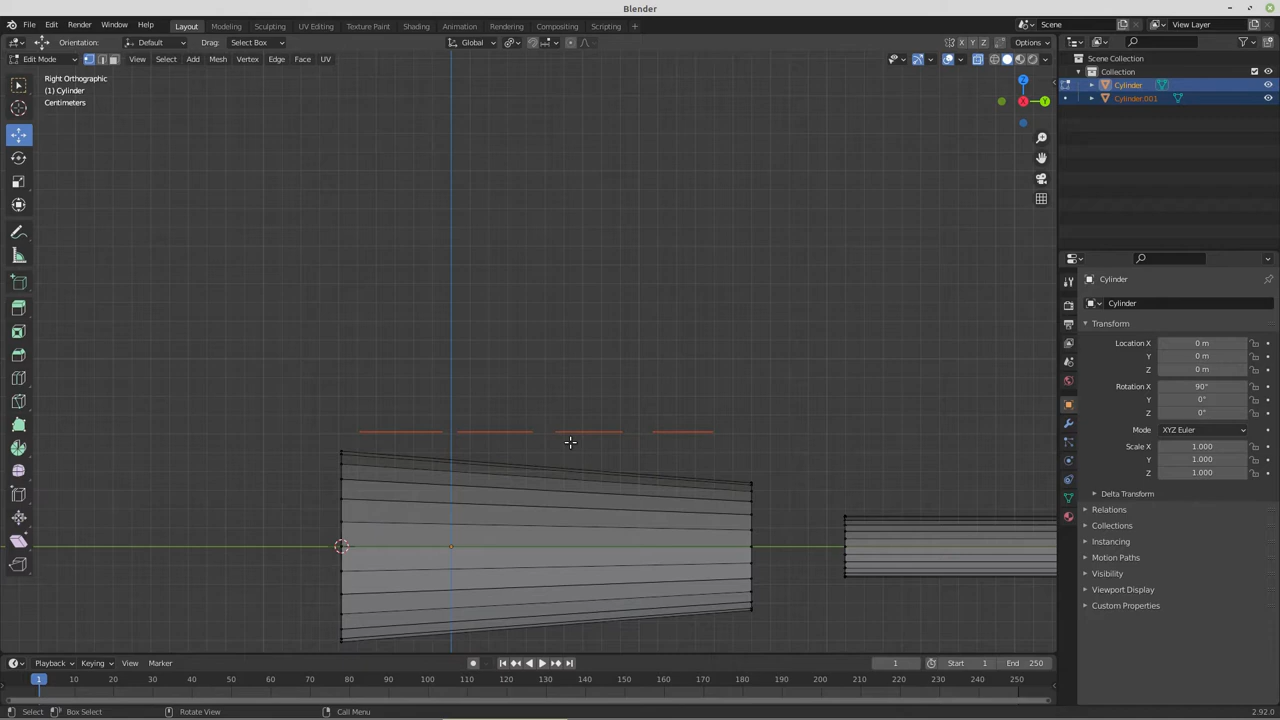 Blender
File Edit Render Window Help Layout Modeling Sculpting UV Editing Texture Paint Shading Animation Rendering Compositing Scripting + Scene View Layer
Orientation: Default Drag: Select Box Global X Y Z Options
Edit Mode View Select Add Mesh Vertex Edge Face UV
Right Orthographic
(1) Cylinder
Centimeters
Z
X
Y
Scene Collection
Collection
Cylinder
Cylinder.001
Cylinder
Cylinder
Transform
Location X 0 m
Y 0 m
Z 0 m
Rotation X 90°
Y 0°
Z 0°
Mode XYZ Euler
Scale X 1.000
Y 1.000
Z 1.000
Delta Transform
Relations
Collections
Instancing
Motion Paths
Visibility
Viewport Display
Custom Properties
Playback Keying View Marker 1 Start 1 End 250
1 10 20 30 40 50 60 70 80 90 100 110 120 130 140 150 160 170 180 190 200 210 220 230 240 250
Select Box Select Rotate View Call Menu 2.92.0